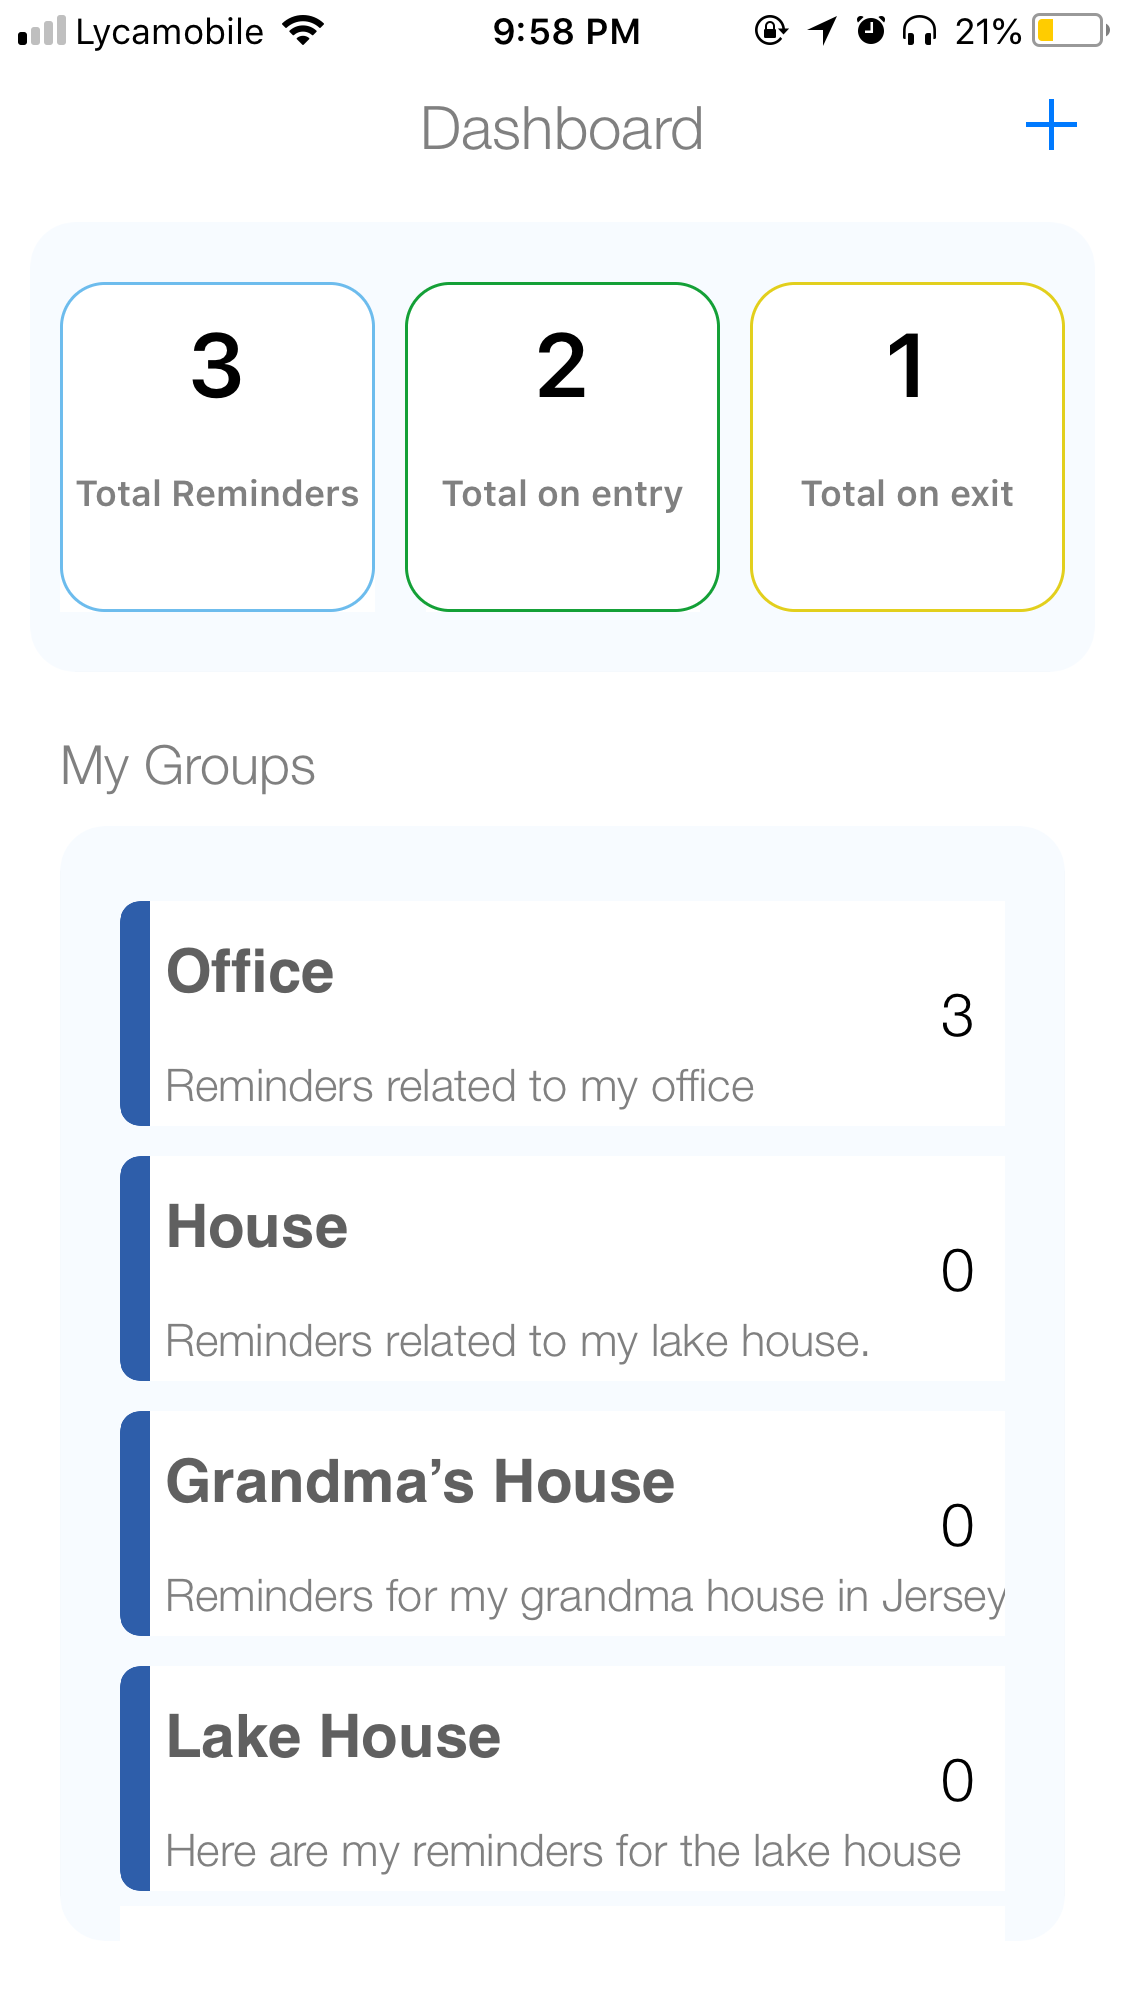 Lycamobile 9:58 PM 21%
Dashboard
3 2 1
Total Reminders Total on entry Total on exit
My Groups
Office
3
Reminders related to my office
House
0
Reminders related to my lake house.
Grandma’s House
0
Reminders for my grandma house in Jersey
Lake House
0
Here are my reminders for the lake house